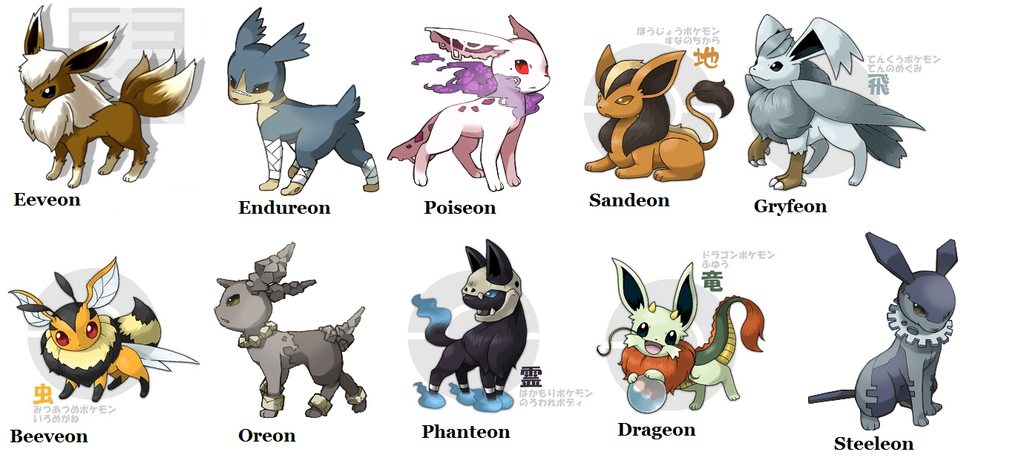 Eeveon
Endureon
Poiseon
ほうじょうポケモン
すなのちから
地
Sandeon
てんくうポケモン
てんのめぐみ
飛
Gryfeon
虫
みつあつめポケモン
いろめがね
Beeveon
Oreon
霊
はかもりポケモン
のろわれボディ
Phanteon
ドラゴンポケモン
ふゆう
竜
Drageon
Steeleon